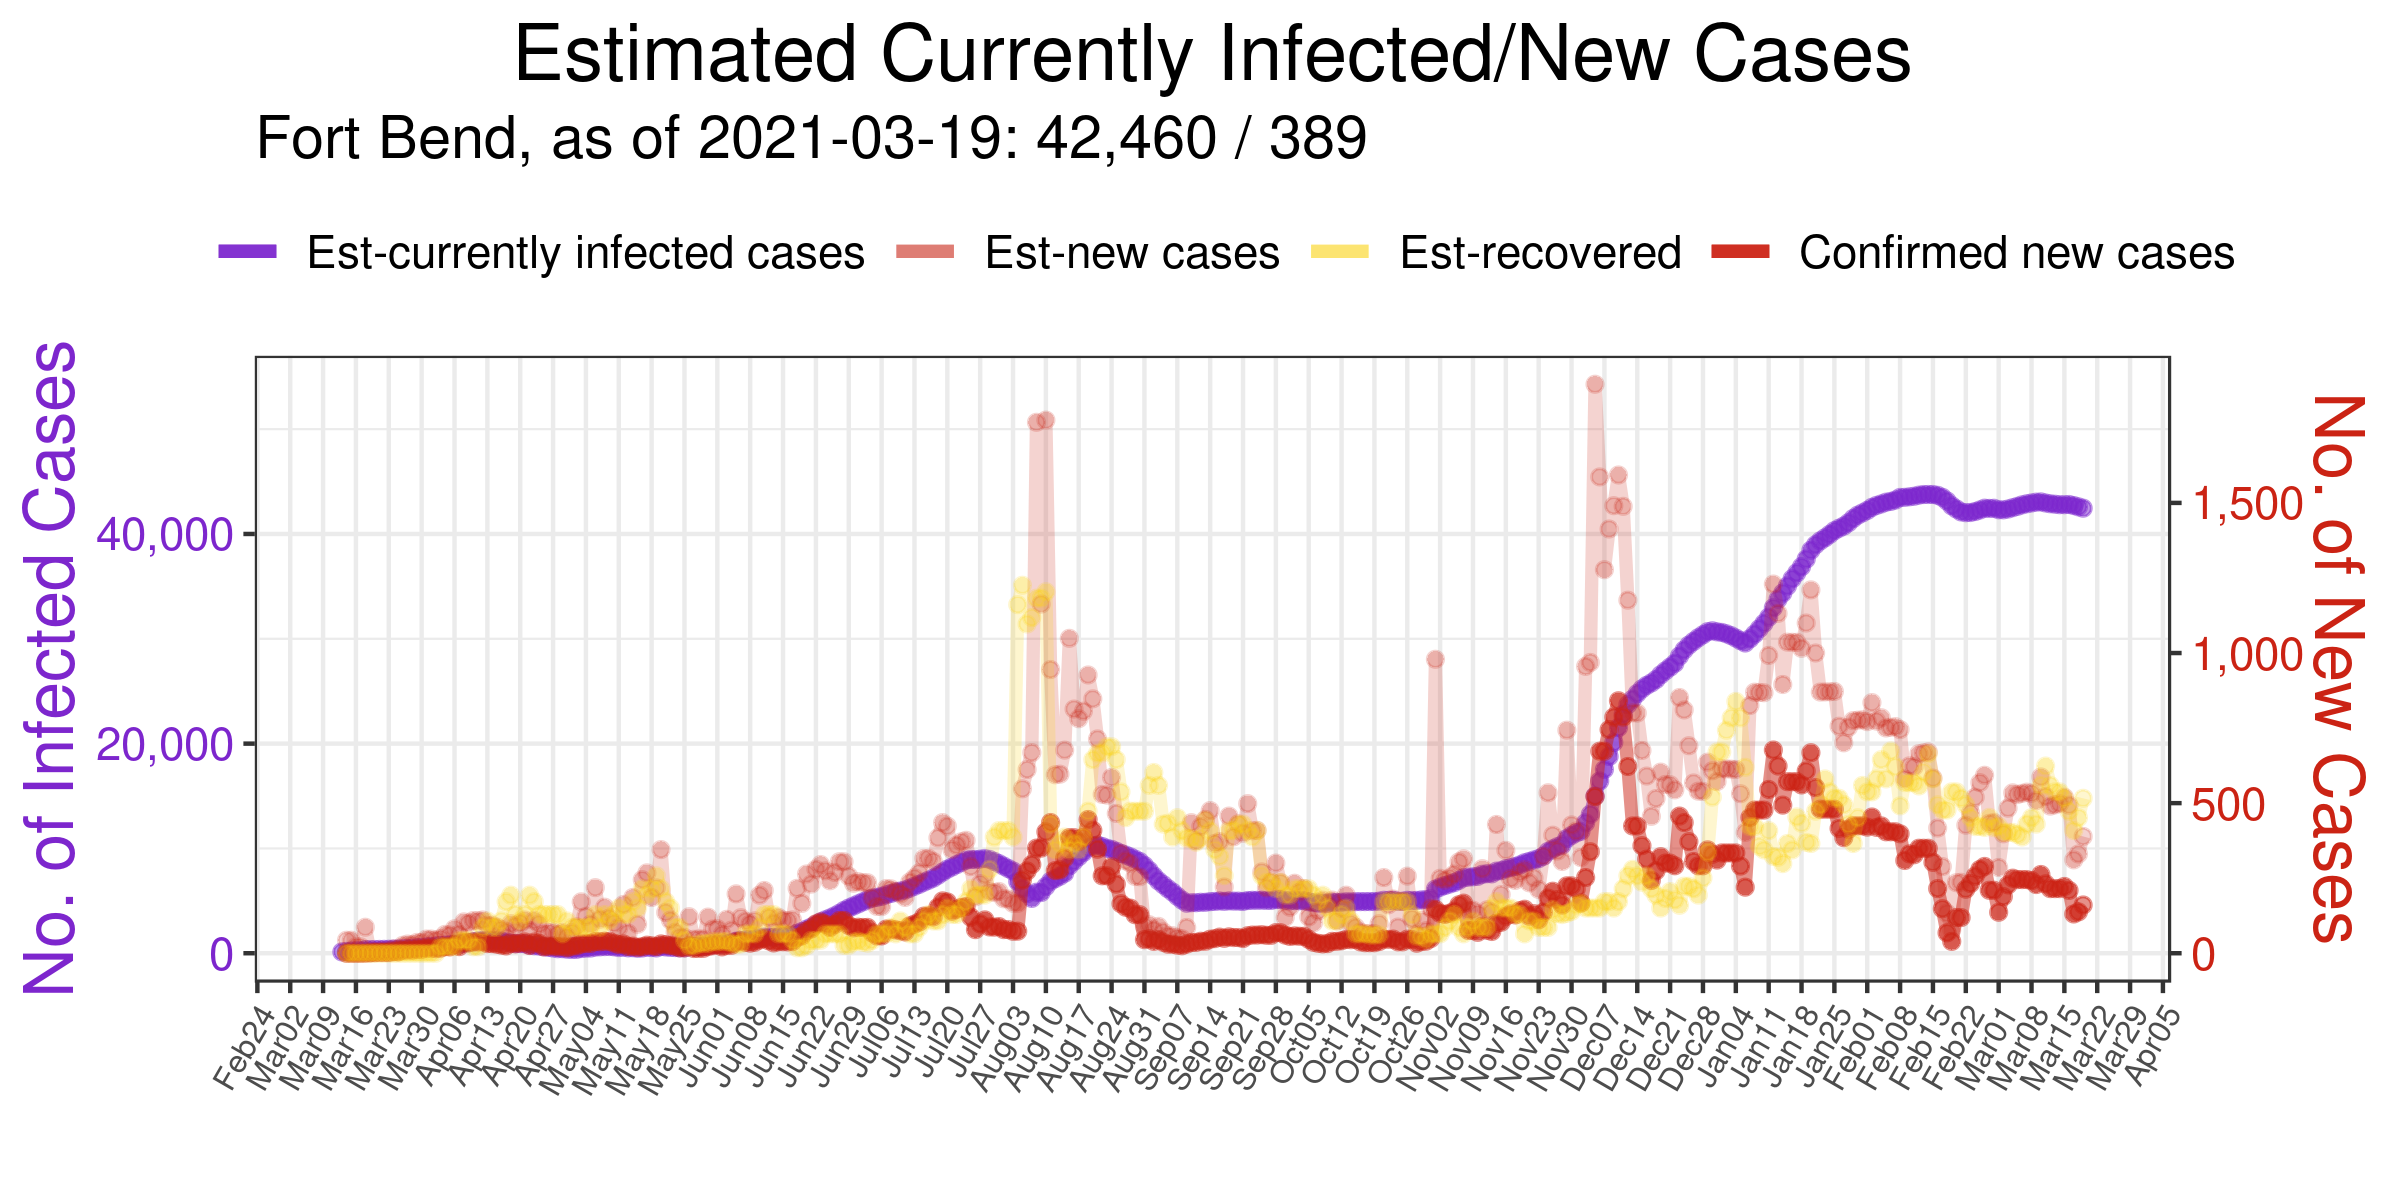 Estimated Currently Infected/New Cases
Fort Bend, as of 2021-03-19: 42,460 / 389
Est-currently infected cases Est-new cases Est-recovered Confirmed new cases
No. of Infected Cases
40,000
20,000
0
1,500
1,000
500
0
No. of New Cases
Feb24 Mar02 Mar09 Mar16 Mar23 Mar30 Apr06 Apr13 Apr20 Apr27 May04 May11 May18 May25 Jun01 Jun08 Jun15 Jun22 Jun29 Jul06 Jul13 Jul20 Jul27 Aug03 Aug10 Aug17 Aug24 Aug31 Sep07 Sep14 Sep21 Sep28 Oct05 Oct12 Oct19 Oct26 Nov02 Nov09 Nov16 Nov23 Nov30 Dec07 Dec14 Dec21 Dec28 Jan04 Jan11 Jan18 Jan25 Feb01 Feb08 Feb15 Feb22 Mar01 Mar08 Mar15 Mar22 Mar29 Apr05